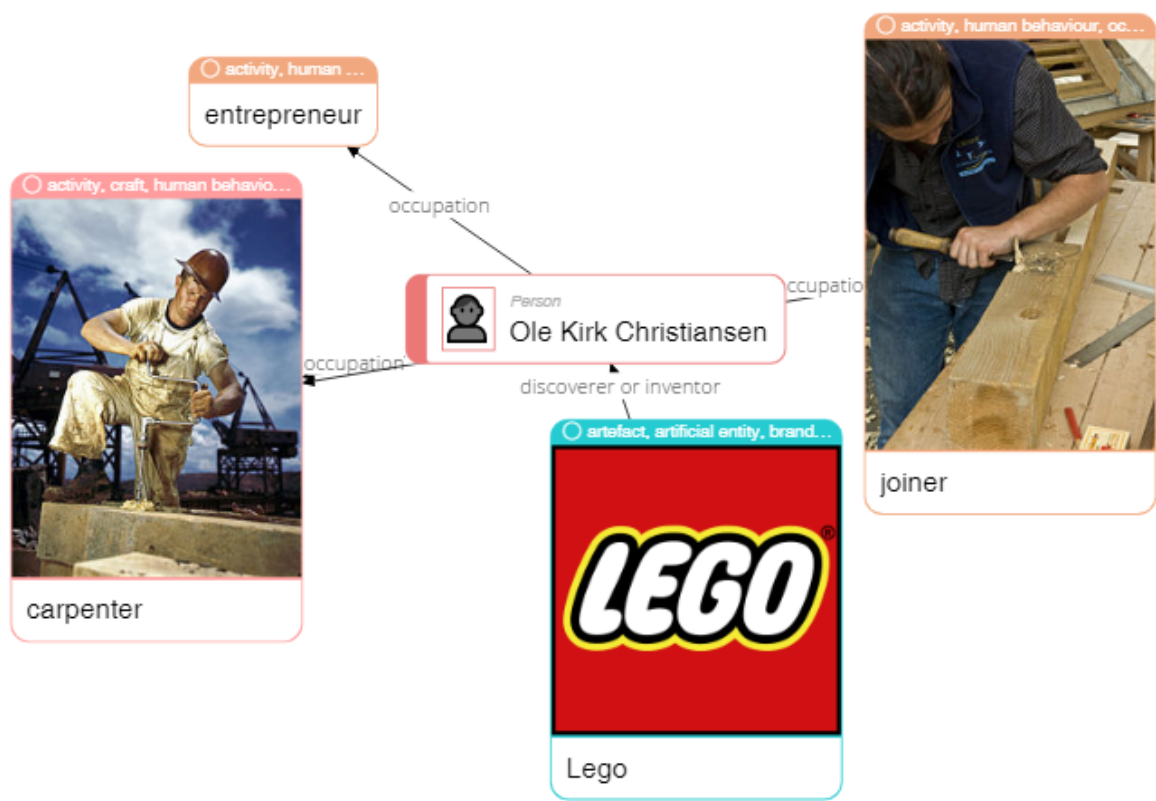 activity, human behaviour, oc...
activity, human ...
entrepreneur
activity, craft, human behavio...
occupation
Person
Ole Kirk Christiansen
ccupatio
occupation
discoverer or inventor
artefact, artificial entity, brand...
joiner
LEGO®
carpenter
Lego